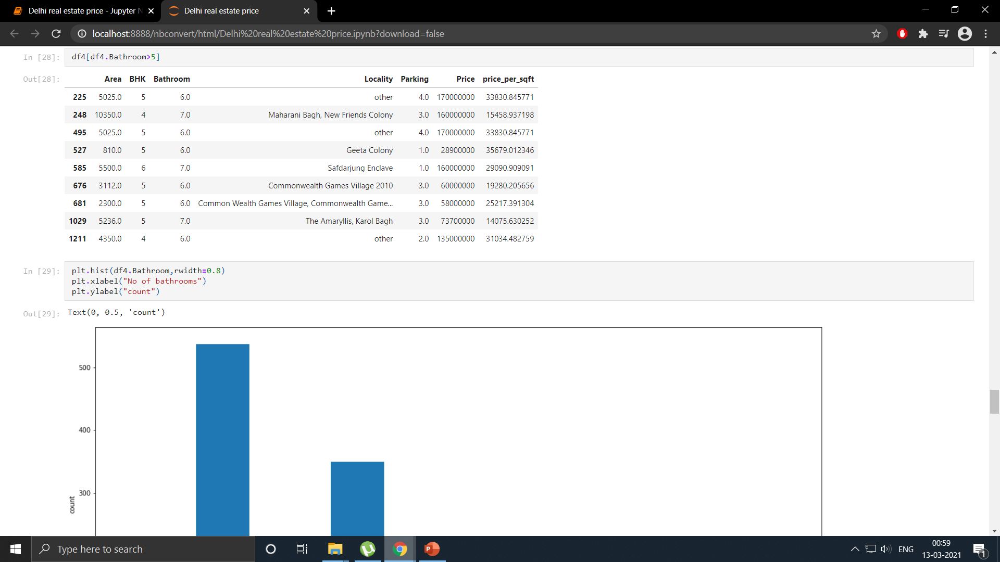 Delhi real estate price - Jupyter N
Delhi real estate price
localhost:8888/nbconvert/html/Delhi%20real%20estate%20price.ipynb?download=false
In [28]: df4[df4.Bathroom>5]
Out[28]:
Area BHK Bathroom Locality Parking Price price_per_sqft
225 5025.0 5 6.0 other 4.0 170000000 33830.845771
248 10350.0 4 7.0 Maharani Bagh, New Friends Colony 3.0 160000000 15458.937198
495 5025.0 5 6.0 other 4.0 170000000 33830.845771
527 810.0 5 6.0 Geeta Colony 1.0 28900000 35679.012346
585 5500.0 6 7.0 Safdarjung Enclave 1.0 160000000 29090.909091
676 3112.0 5 6.0 Commonwealth Games Village 2010 3.0 60000000 19280.205656
681 2300.0 5 6.0 Common Wealth Games Village, Commonwealth Game... 3.0 58000000 25217.391304
1029 5236.0 5 7.0 The Amaryllis, Karol Bagh 3.0 73700000 14075.630252
1211 4350.0 4 6.0 other 2.0 135000000 31034.482759
In [29]: plt.hist(df4.Bathroom,rwidth=0.8)
plt.xlabel("No of bathrooms")
plt.ylabel("count")
Out[29]: Text(0, 0.5, 'count')
500
400
300
count
Type here to search
P
ENG
00:59
13-03-2021
1